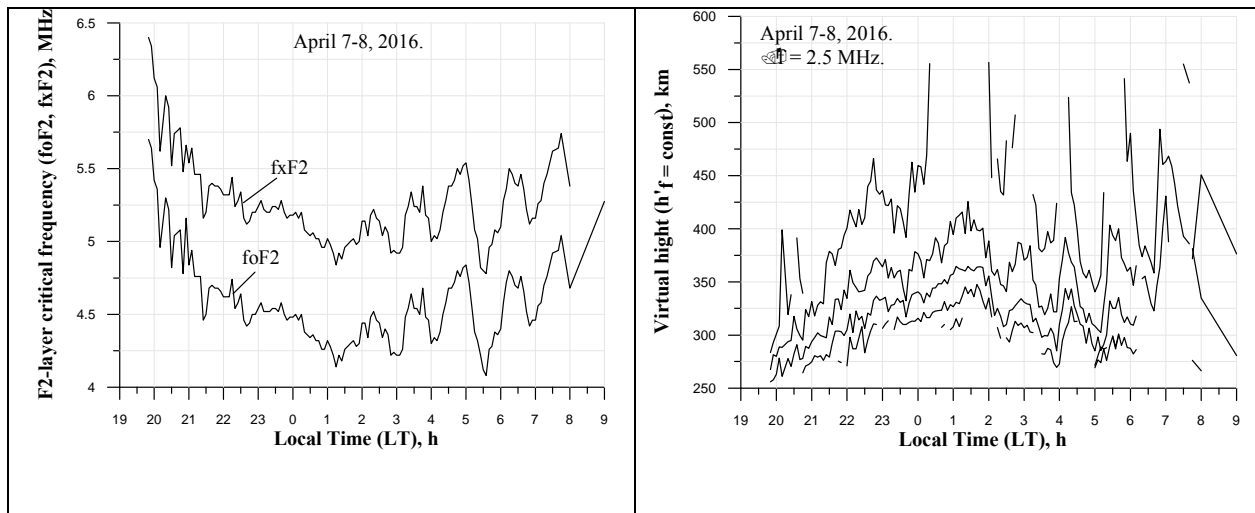 F2-layer critical frequency (foF2, fxF2), MHz
6.5
6
5.5
5
4.5
4
April 7-8, 2016.
fxF2
foF2
19 20 21 22 23 0 1 2 3 4 5 6 7 8 9
Local Time (LT), h
Virtual hight (h'f = const), km
600
550
500
450
400
350
300
250
April 7-8, 2016.
= 2.5 MHz.
19 20 21 22 23 0 1 2 3 4 5 6 7 8 9
Local Time (LT), h